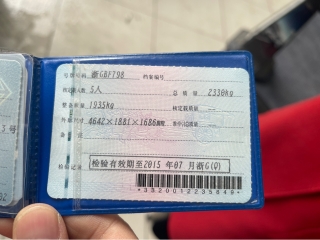 号牌号码 浙GBF798 档案编号
核定载人数 5人 总质量 2330kg
整备质量 1935kg 核定载质量 --
外廓尺寸 4642×1881×1686mm 准牵引总质量 --
备注
检验记录 检验有效期至2015年07月浙G(Q)
*3320012235849*